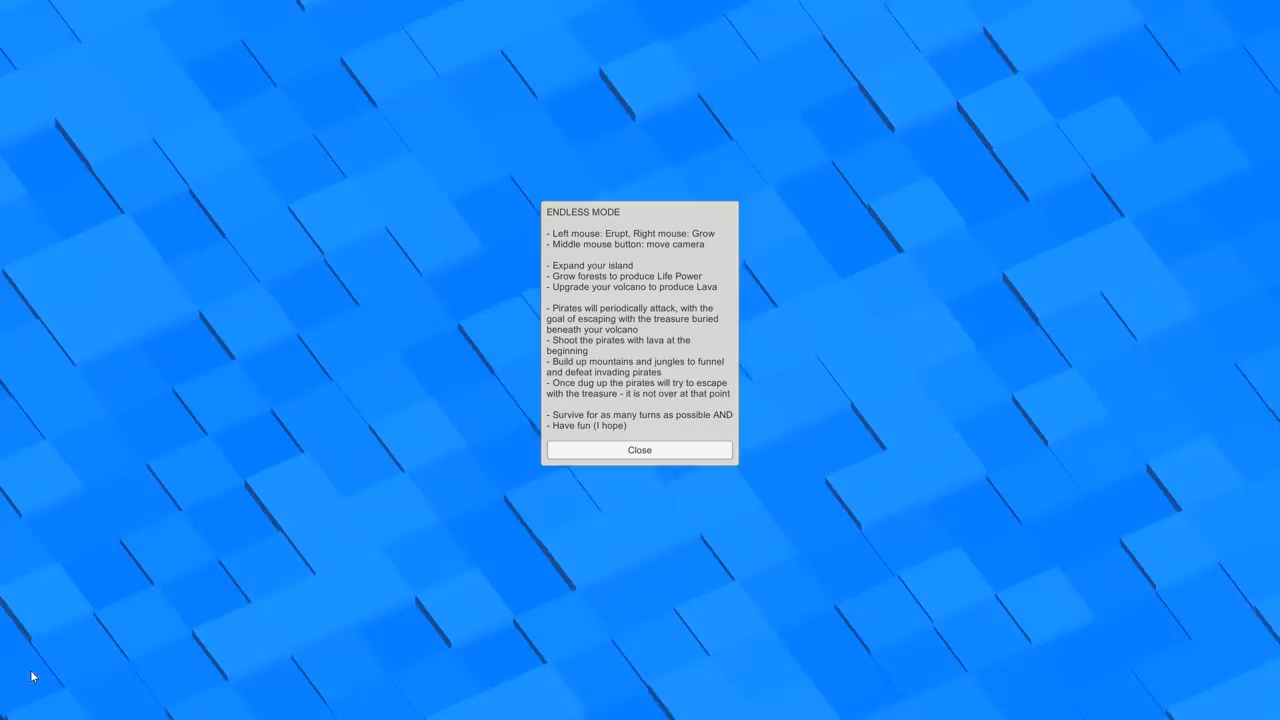 ENDLESS MODE
- Left mouse: Erupt, Right mouse: Grow
- Middle mouse button: move camera
- Expand your island
- Grow forests to produce Life Power
- Upgrade your volcano to produce Lava
- Pirates will periodically attack, with the
goal of escaping with the treasure buried
beneath your volcano
- Shoot the pirates with lava at the
beginning
- Build up mountains and jungles to funnel
and defeat invading pirates
- Once dug up the pirates will try to escape
with the treasure - it is not over at that point
- Survive for as many turns as possible AND
- Have fun (I hope)
Close